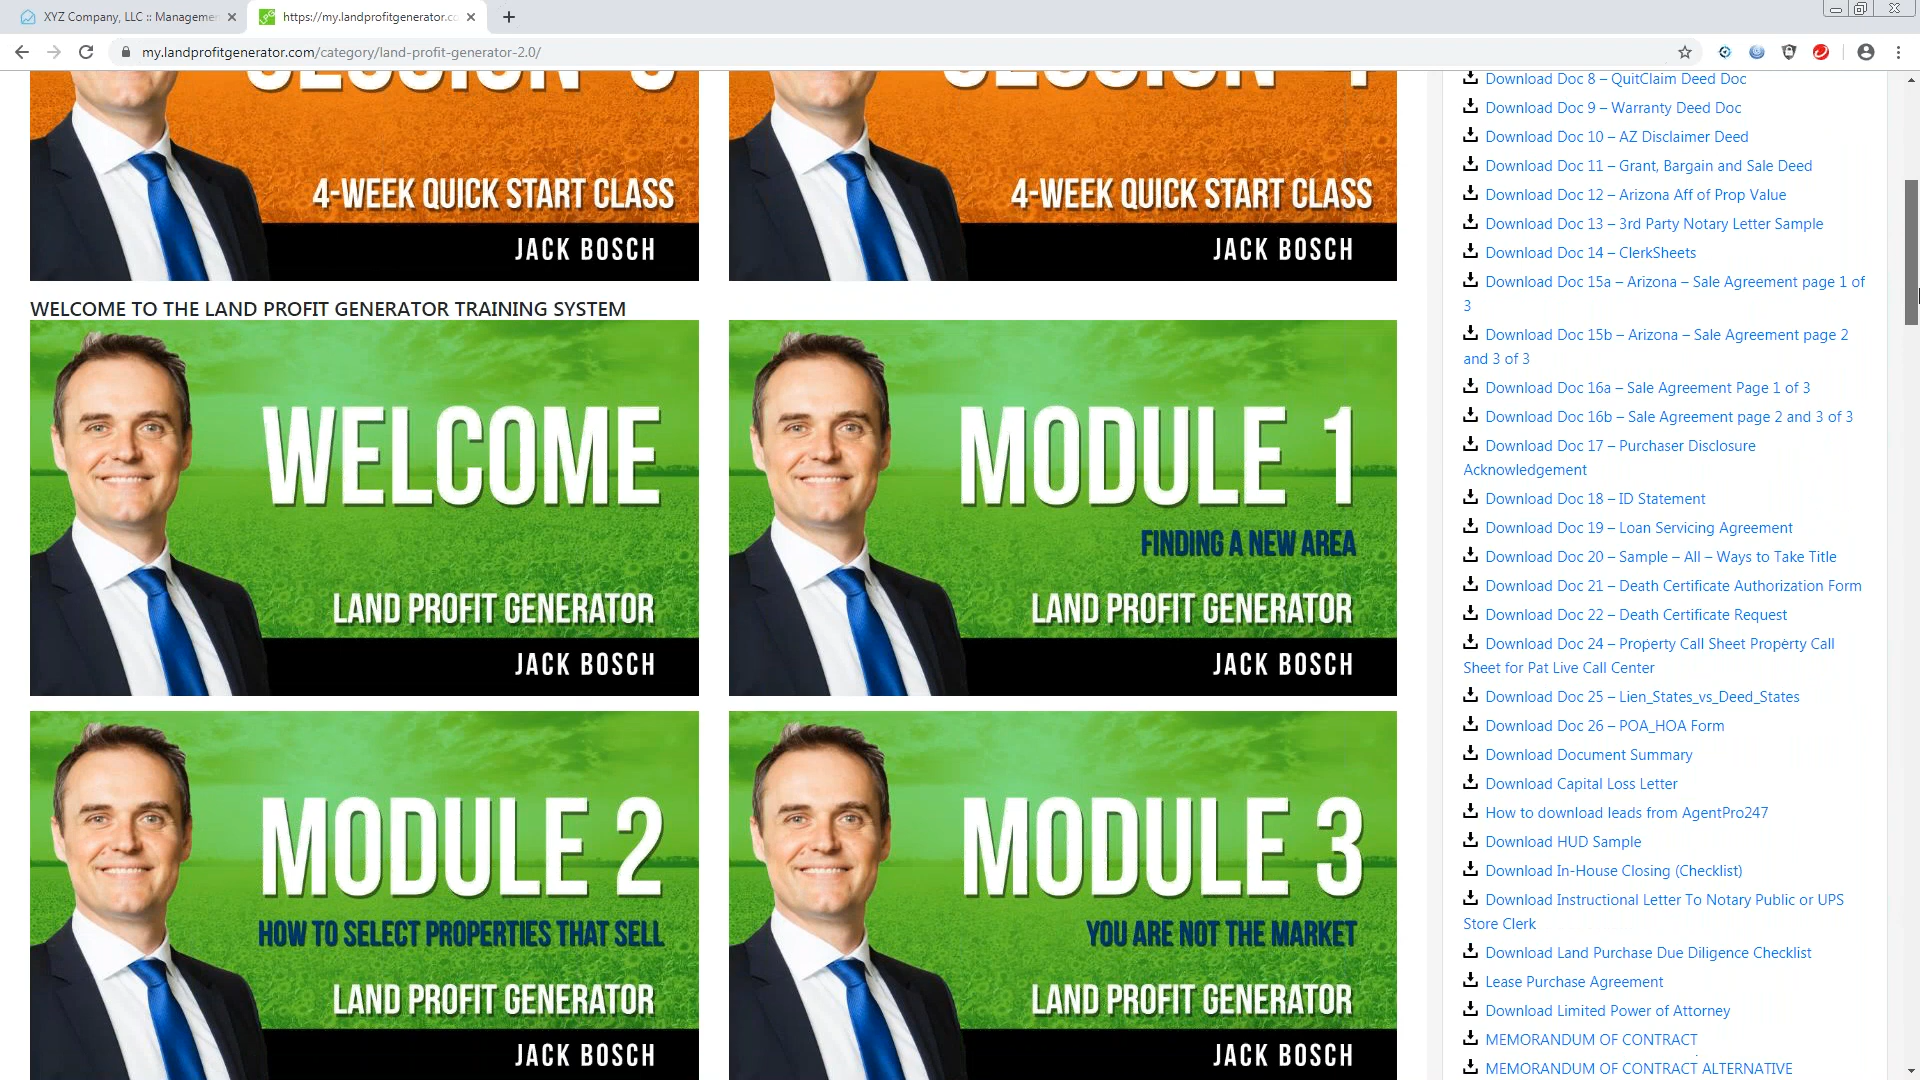 XYZ Company, LLC :: Managemen
https://my.landprofitgenerator.co
my.landprofitgenerator.com/category/land-profit-generator-2.0/
4-WEEK QUICK START CLASS
JACK BOSCH
4-WEEK QUICK START CLASS
JACK BOSCH
WELCOME TO THE LAND PROFIT GENERATOR TRAINING SYSTEM
WELCOME
LAND PROFIT GENERATOR
JACK BOSCH
MODULE 1
FINDING A NEW AREA
LAND PROFIT GENERATOR
JACK BOSCH
MODULE 2
HOW TO SELECT PROPERTIES THAT SELL
LAND PROFIT GENERATOR
JACK BOSCH
MODULE 3
YOU ARE NOT THE MARKET
LAND PROFIT GENERATOR
JACK BOSCH
Download Doc 8 – QuitClaim Deed Doc
Download Doc 9 – Warranty Deed Doc
Download Doc 10 – AZ Disclaimer Deed
Download Doc 11 – Grant, Bargain and Sale Deed
Download Doc 12 – Arizona Aff of Prop Value
Download Doc 13 – 3rd Party Notary Letter Sample
Download Doc 14 – ClerkSheets
Download Doc 15a – Arizona – Sale Agreement page 1 of
3
Download Doc 15b – Arizona – Sale Agreement page 2
and 3 of 3
Download Doc 16a – Sale Agreement Page 1 of 3
Download Doc 16b – Sale Agreement page 2 and 3 of 3
Download Doc 17 – Purchaser Disclosure
Acknowledgement
Download Doc 18 – ID Statement
Download Doc 19 – Loan Servicing Agreement
Download Doc 20 – Sample – All – Ways to Take Title
Download Doc 21 – Death Certificate Authorization Form
Download Doc 22 – Death Certificate Request
Download Doc 24 – Property Call Sheet Property Call
Sheet for Pat Live Call Center
Download Doc 25 – Lien_States_vs_Deed_States
Download Doc 26 – POA_HOA Form
Download Document Summary
Download Capital Loss Letter
How to download leads from AgentPro247
Download HUD Sample
Download In-House Closing (Checklist)
Download Instructional Letter To Notary Public or UPS
Store Clerk
Download Land Purchase Due Diligence Checklist
Lease Purchase Agreement
Download Limited Power of Attorney
MEMORANDUM OF CONTRACT
MEMORANDUM OF CONTRACT ALTERNATIVE